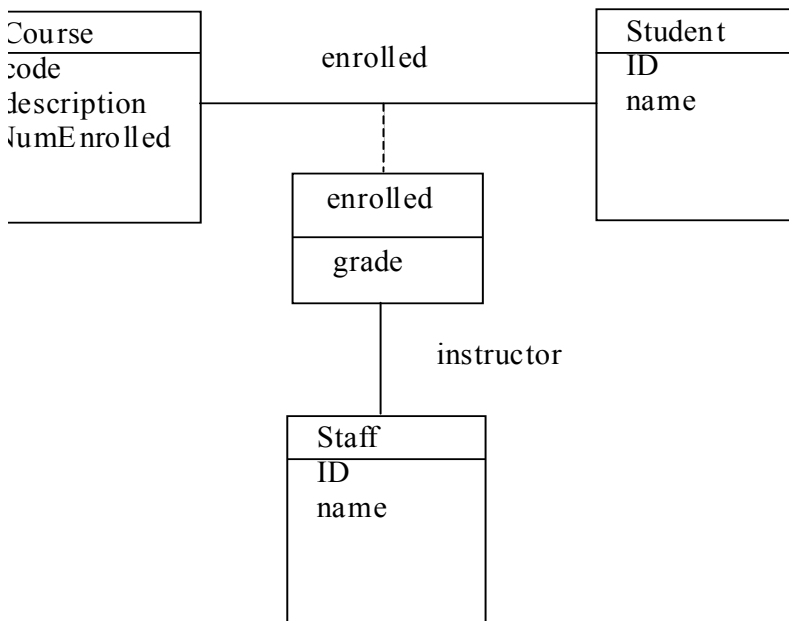 Course
code
description
NumEnrolled
enrolled
Student
ID
name
enrolled
grade
instructor
Staff
ID
name